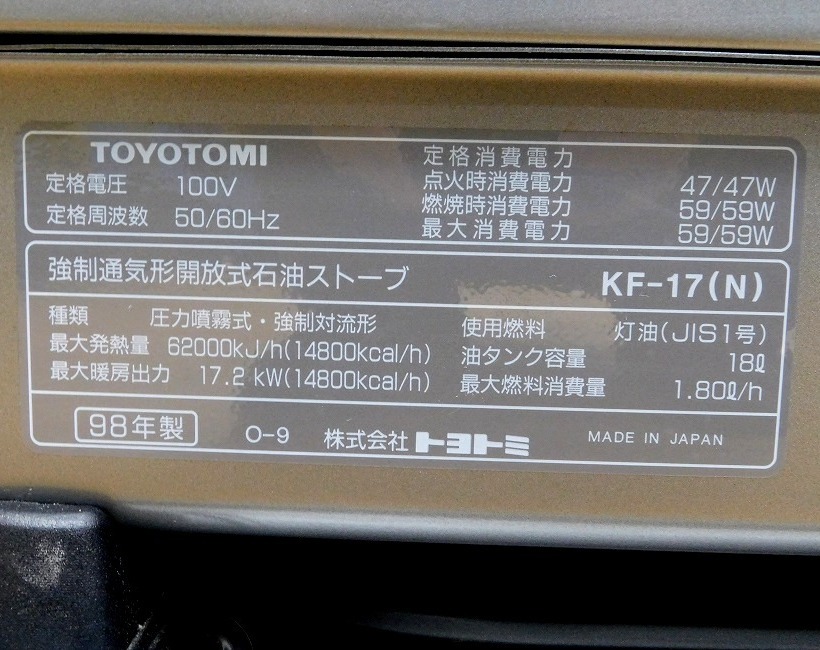 TOYOTOMI
定格電圧 100V
定格周波数 50/60Hz
定格消費電力
点火時消費電力 47/47W
燃焼時消費電力 59/59W
最大消費電力 59/59W
強制通気形開放式石油ストーブ KF-17(N)
種類 圧力噴霧式・強制対流形
最大発熱量 62000kJ/h(14800kcal/h)
最大暖房出力 17.2 kW(14800kcal/h)
使用燃料 灯油(JIS1号)
油タンク容量 18ℓ
最大燃料消費量 1.80ℓ/h
98年製 O-9 株式会社トヨトミ MADE IN JAPAN